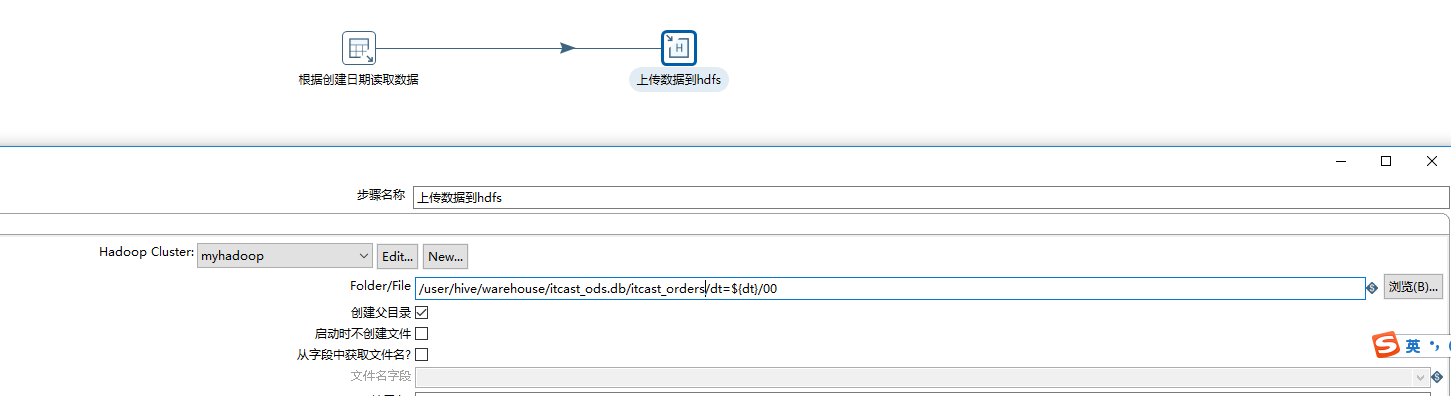 根据创建日期读取数据
上传数据到hdfs
步骤名称 上传数据到hdfs
Hadoop Cluster: myhadoop Edit... New...
Folder/File /user/hive/warehouse/itcast_ods.db/itcast_orders/dt=${dt}/00 浏览(B)...
创建父目录
启动时不创建文件
从字段中获取文件名?
S 英
文件名字段